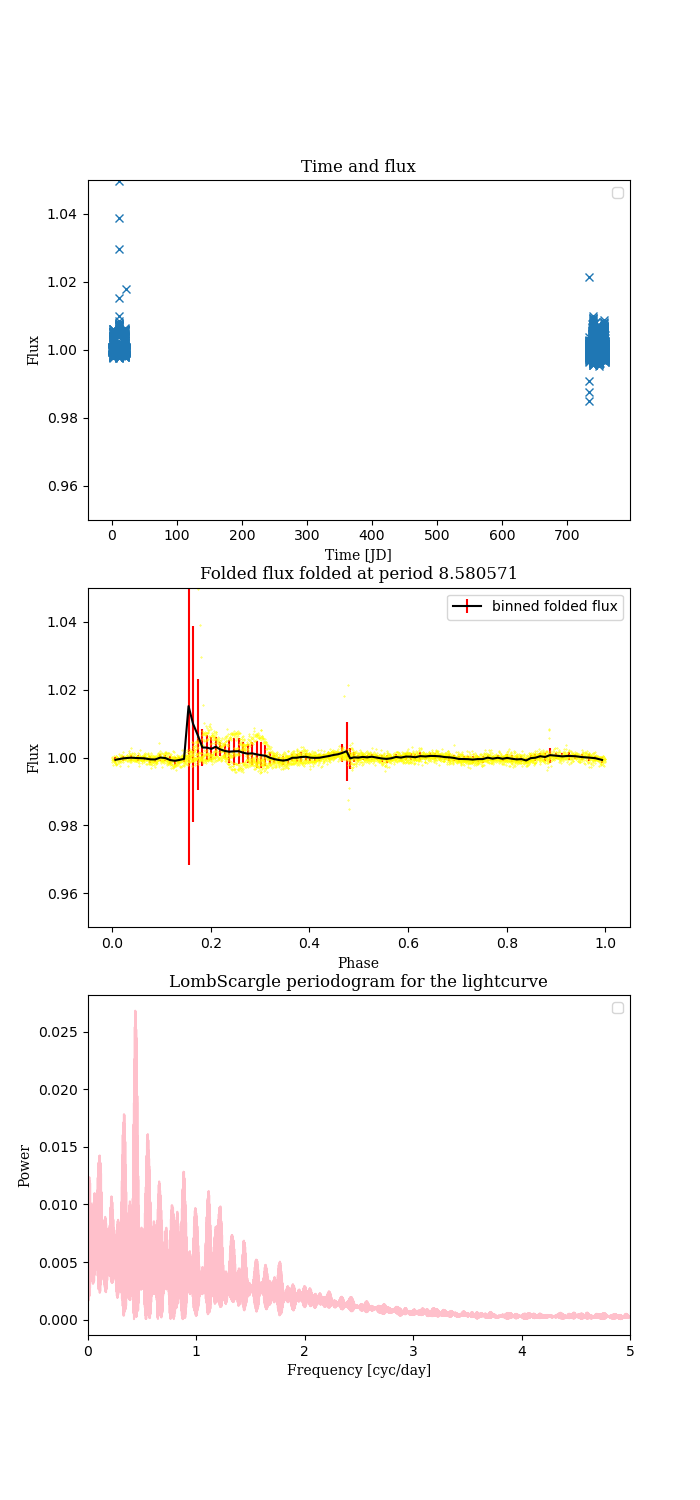 Time and flux
1.04
1.02
1.00
0.98
0.96
Flux
0 100 200 300 400 500 600 700
Time [JD]
Folded flux folded at period 8.580571
binned folded flux
1.04
1.02
1.00
0.98
0.96
Flux
0.0 0.2 0.4 0.6 0.8 1.0
Phase
LombScargle periodogram for the lightcurve
0.025
0.020
0.015
0.010
0.005
0.000
Power
0 1 2 3 4 5
Frequency [cyc/day]